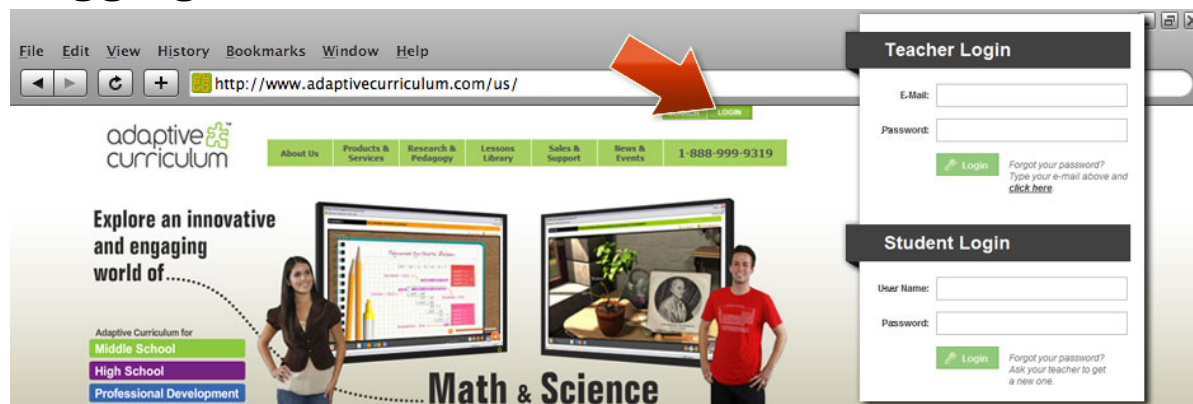 File Edit View History Bookmarks Window Help
http://www.adaptivecurriculum.com/us/
LOGIN
adaptive curriculum™
About Us
Products & Services
Research & Pedagogy
Lessons Library
Sales & Support
News & Events
1-888-999-9319
Explore an innovative
and engaging
world of......
Adaptive Curriculum for
Middle School
High School
Professional Development
Math & Science
Teacher Login
E-Mail:
Password:
Login
Forgot your password?
Type your e-mail above and
click here.
Student Login
User Name:
Password:
Login
Forgot your password?
Ask your teacher to get
a new one.